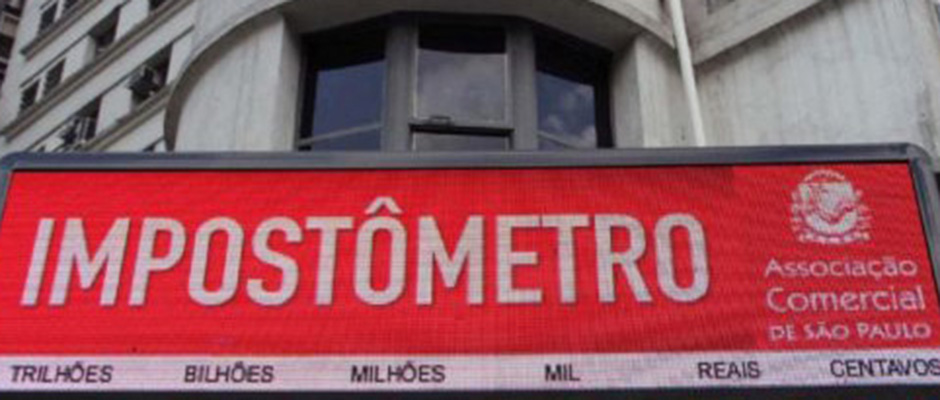 IMPOSTÔMETRO
Associação
Comercial
DE SÃO PAULO
TRILHÕES BILHÕES MILHÕES MIL REAIS CENTAVOS